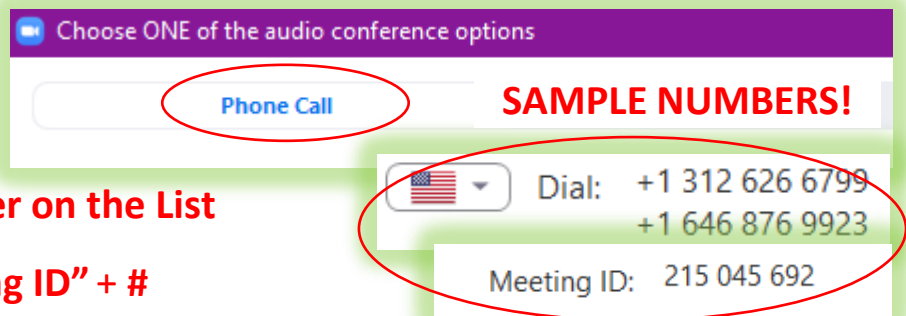 Choose ONE of the audio conference options
Phone Call
SAMPLE NUMBERS!
Dial: +1 312 626 6799
+1 646 876 9923
er on the List
Meeting ID: 215 045 692
g ID” + #